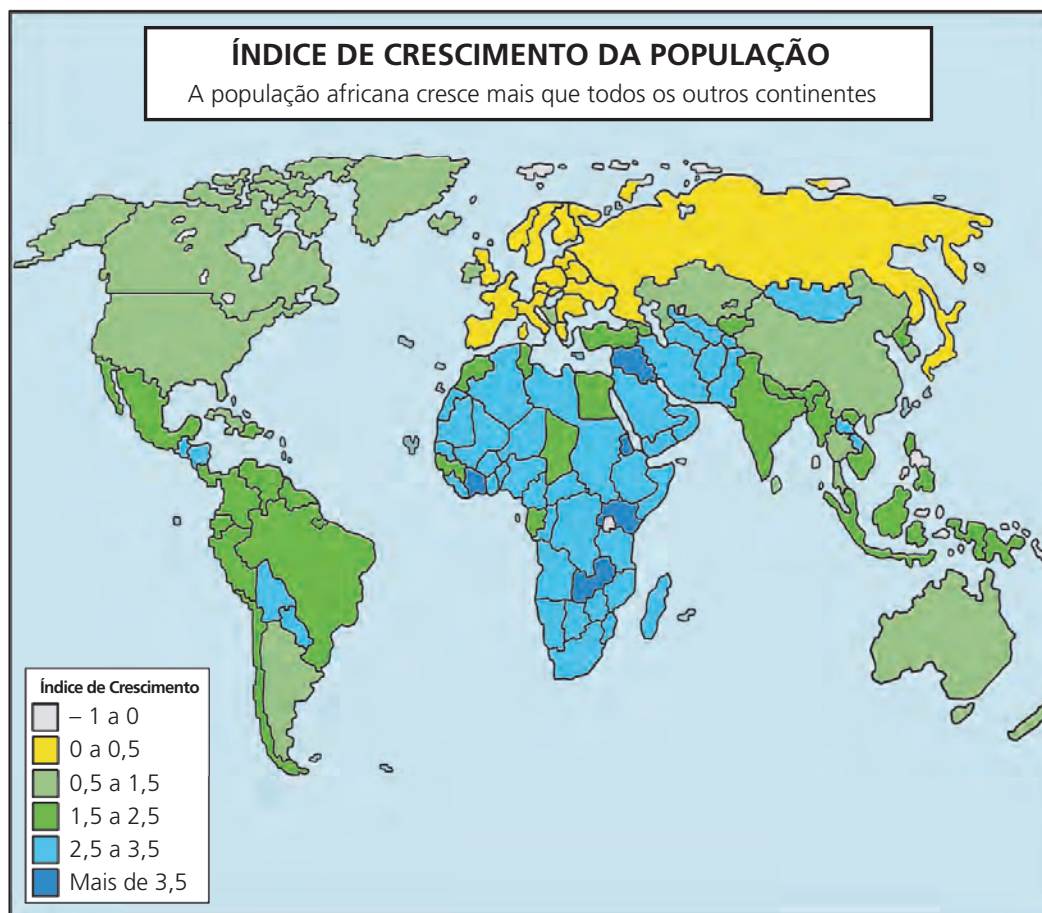 ÍNDICE DE CRESCIMENTO DA POPULAÇÃO
A população africana cresce mais que todos os outros continentes
Índice de Crescimento
– 1 a 0
0 a 0,5
0,5 a 1,5
1,5 a 2,5
2,5 a 3,5
Mais de 3,5